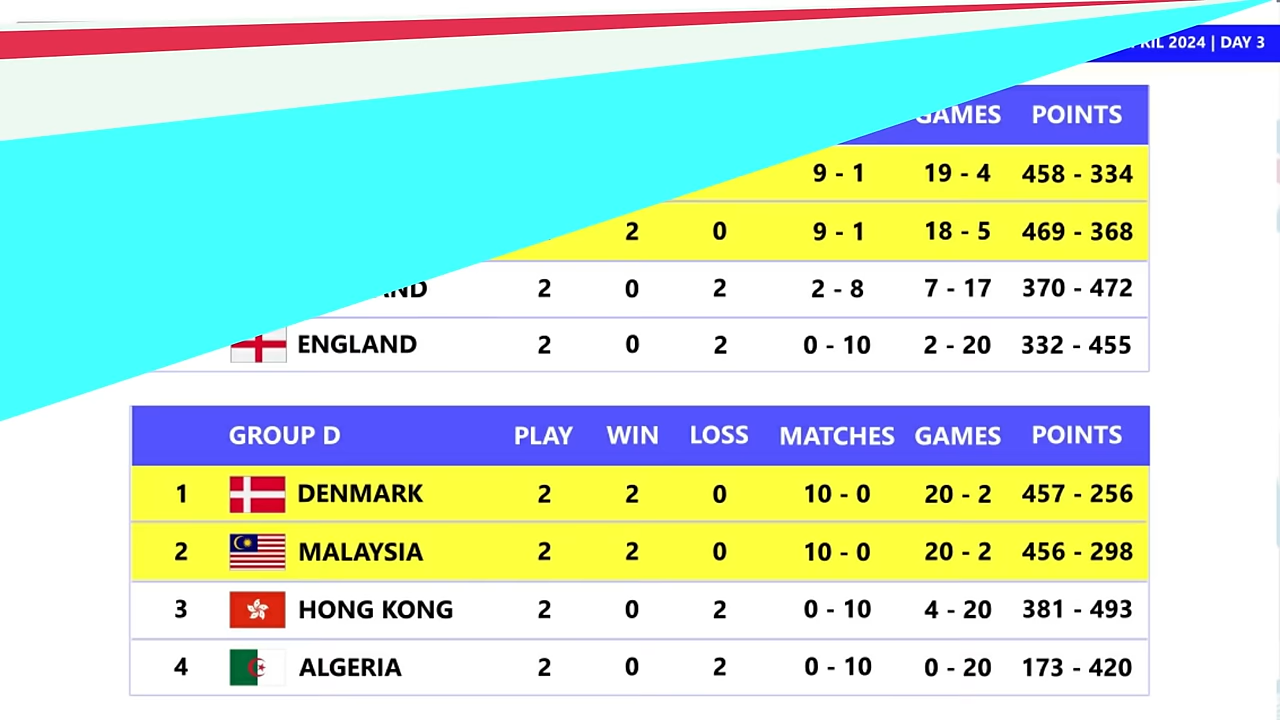 2024 | DAY 3
GAMES POINTS
9 - 1 19 - 4 458 - 334
2 0 9 - 1 18 - 5 469 - 368
2 0 2 2 - 8 7 - 17 370 - 472
ENGLAND 2 0 2 0 - 10 2 - 20 332 - 455
GROUP D PLAY WIN LOSS MATCHES GAMES POINTS
1 DENMARK 2 2 0 10 - 0 20 - 2 457 - 256
2 MALAYSIA 2 2 0 10 - 0 20 - 2 456 - 298
3 HONG KONG 2 0 2 0 - 10 4 - 20 381 - 493
4 ALGERIA 2 0 2 0 - 10 0 - 20 173 - 420